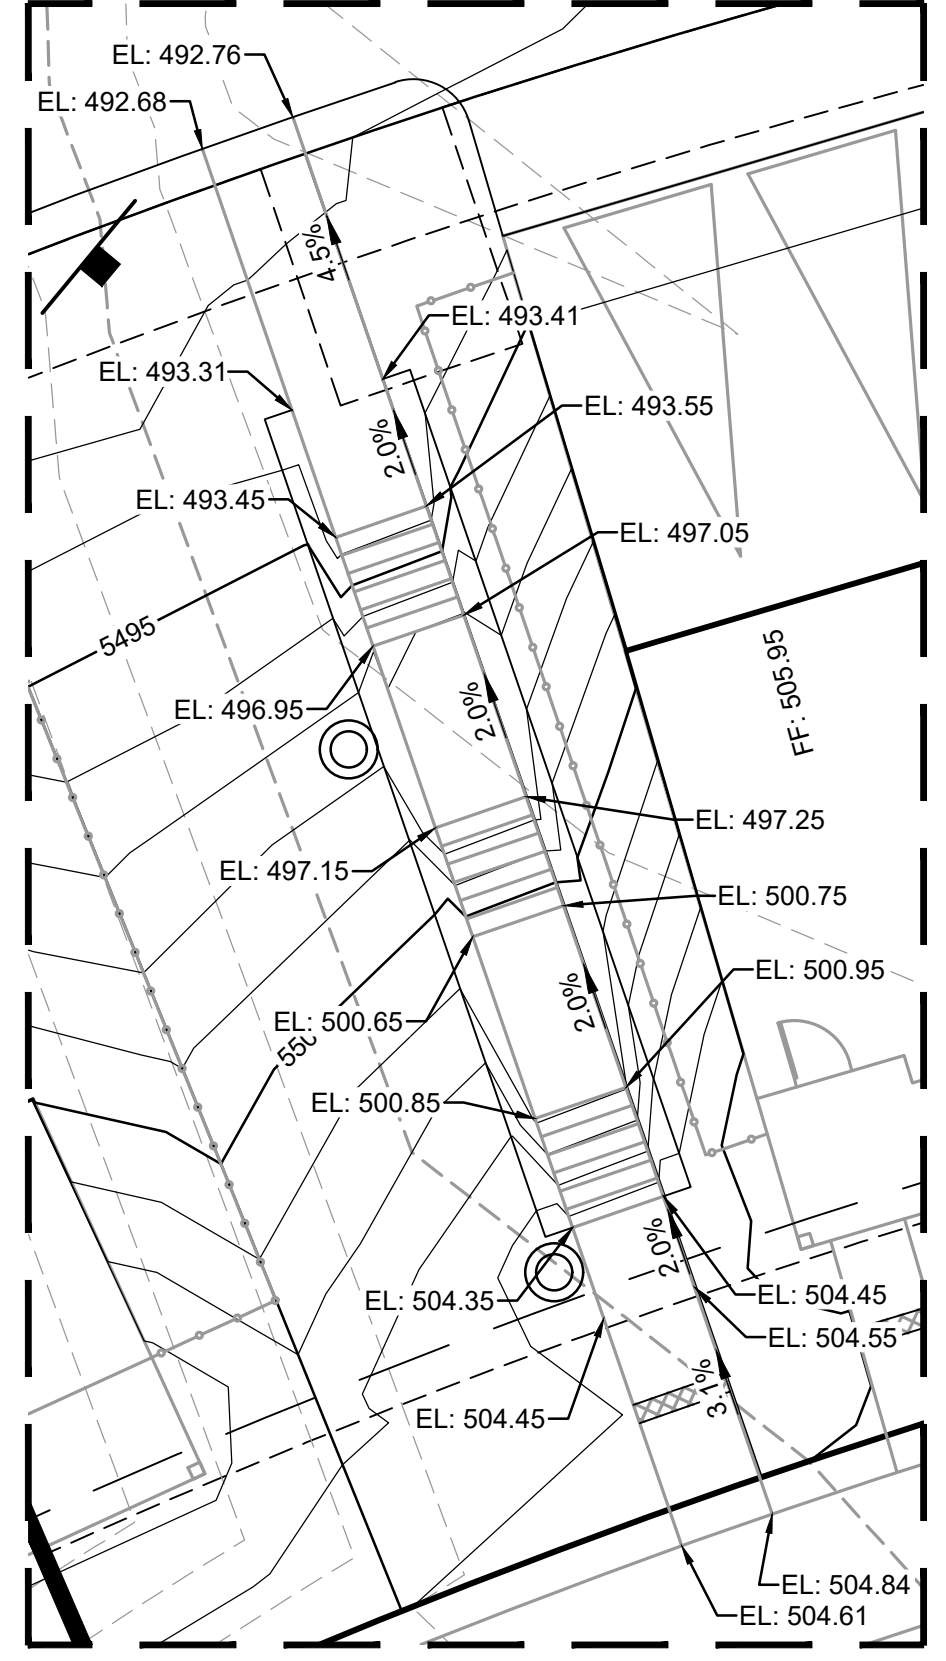 EL: 492.76
EL: 492.68
4.5%
EL: 493.41
EL: 493.31
EL: 493.55
2.0%
EL: 493.45
EL: 497.05
5495
FF: 505.95
EL: 496.95
2.0%
EL: 497.25
EL: 497.15
EL: 500.75
EL: 500.95
2.0%
EL: 500.65
EL: 500.85
2.0%
EL: 504.35
EL: 504.45
EL: 504.55
3.1%
EL: 504.45
EL: 504.84
EL: 504.61